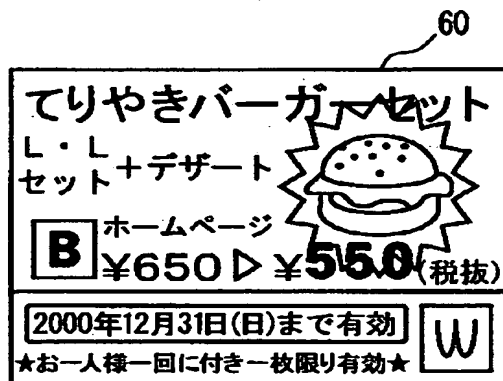 60
てりやきバーガーセット
L・L
セット+デザート
B ホームページ
¥650▷¥550(税抜)
2000年12月31日(日)まで有効
W
★お一人様一回に付き一枚限り有効★